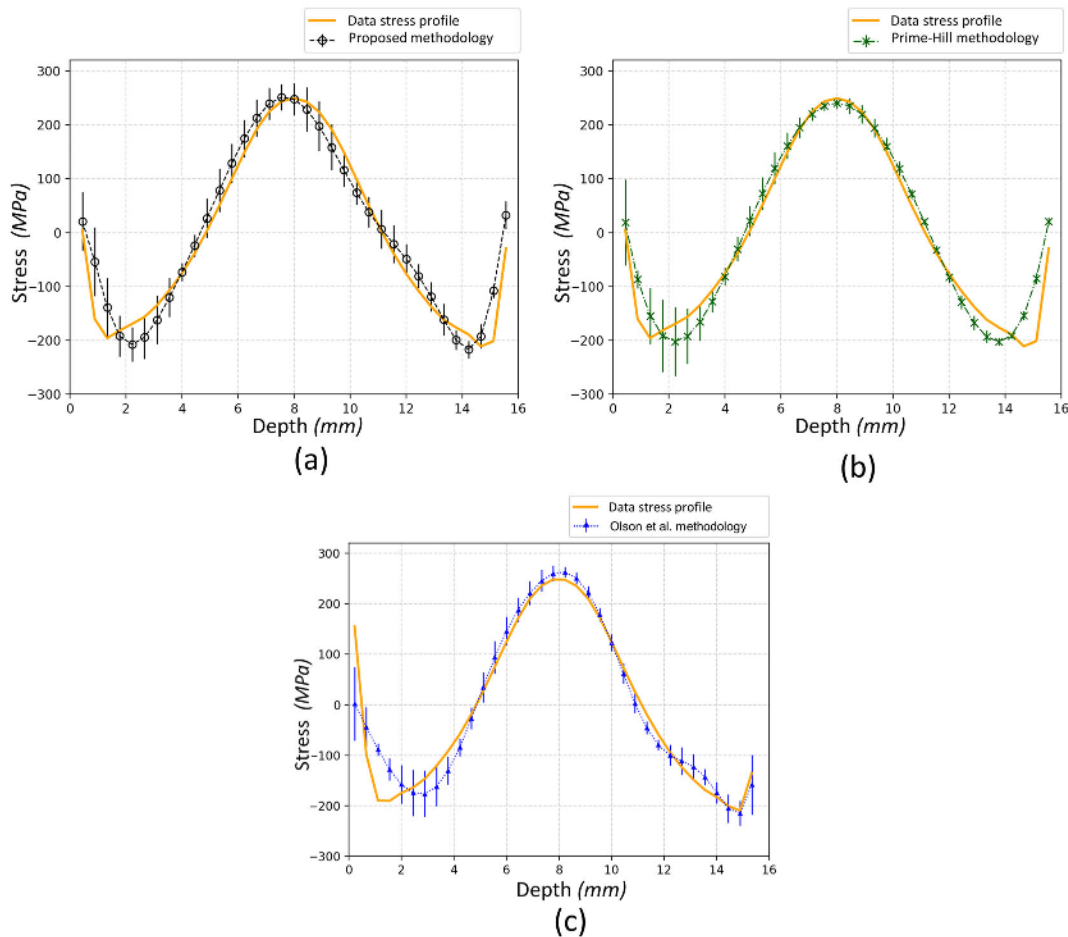 Data stress profile
Proposed methodology
300
200
100
0
−100
−200
−300
Stress (MPa)
0 2 4 6 8 10 12 14 16
Depth (mm)
(a)
Data stress profile
Prime-Hill methodology
300
200
100
0
−100
−200
−300
Stress (MPa)
0 2 4 6 8 10 12 14 16
Depth (mm)
(b)
Data stress profile
Olson et al. methodology
300
200
100
0
−100
−200
−300
Stress (MPa)
0 2 4 6 8 10 12 14 16
Depth (mm)
(c)